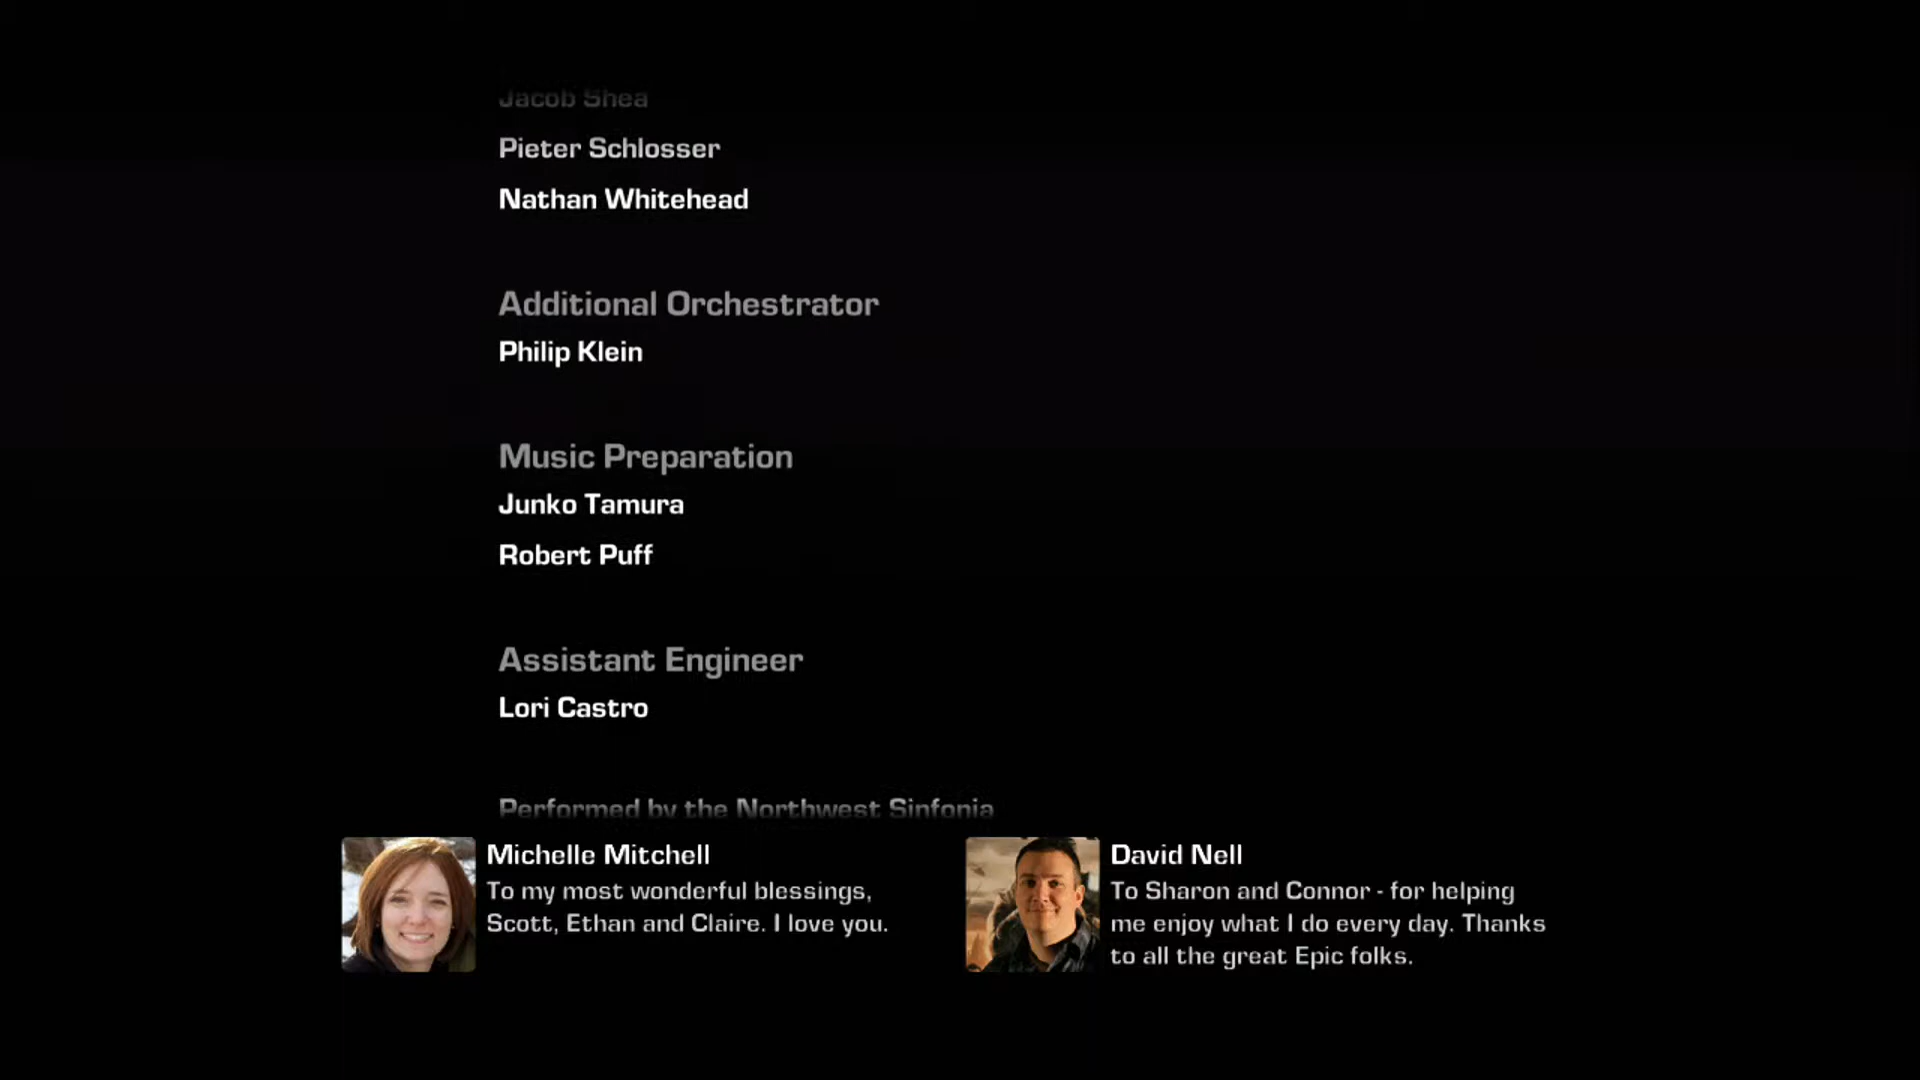 Jacob Shea
Pieter Schlosser
Nathan Whitehead
Additional Orchestrator
Philip Klein
Music Preparation
Junko Tamura
Robert Puff
Assistant Engineer
Lori Castro
Performed by the Northwest Sinfonia
Michelle Mitchell
To my most wonderful blessings,
Scott, Ethan and Claire. I love you.
David Nell
To Sharon and Connor - for helping
me enjoy what I do every day. Thanks
to all the great Epic folks.